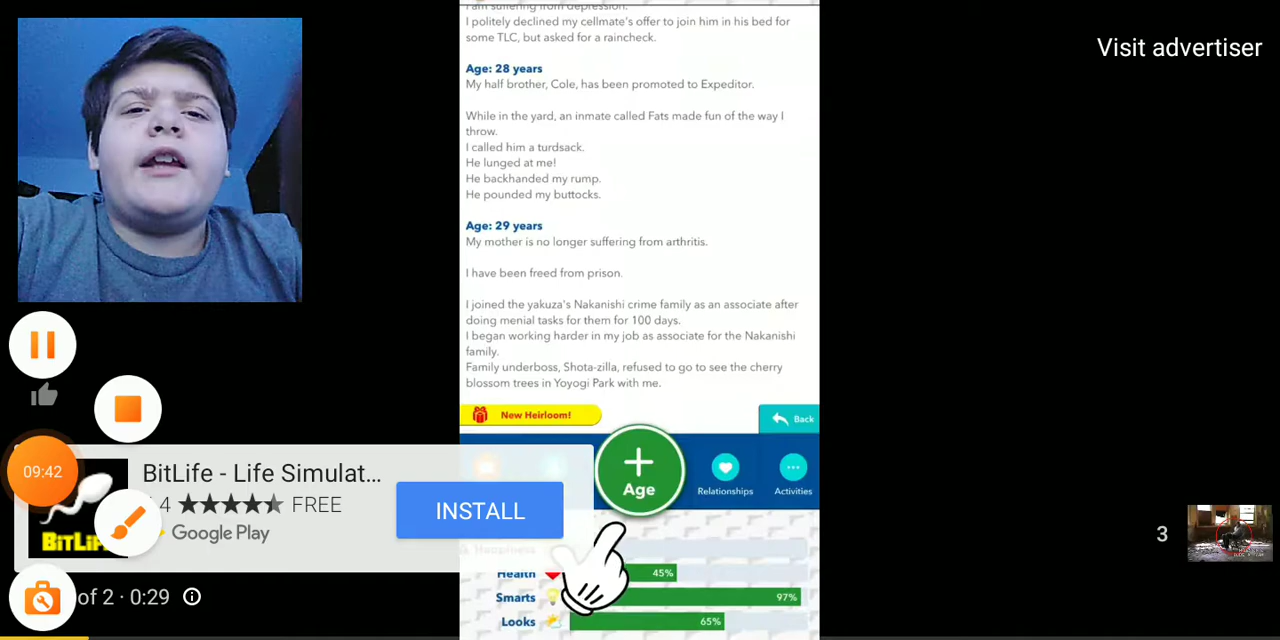 I am suffering from depression.
I politely declined my cellmate's offer to join him in his bed for
some TLC, but asked for a raincheck.
Age: 28 years
My half brother, Cole, has been promoted to Expeditor.
While in the yard, an inmate called Fats made fun of the way I
throw.
I called him a turdsack.
He lunged at me!
He backhanded my rump.
He pounded my buttocks.
Age: 29 years
My mother is no longer suffering from arthritis.
I have been freed from prison.
I joined the yakuza's Nakanishi crime family as an associate after
doing menial tasks for them for 100 days.
I began working harder in my job as associate for the Nakanishi
family.
Family underboss, Shota-zilla, refused to go to see the cherry
blossom trees in Yoyogi Park with me.
New Heirloom!
Back
Age
Relationships
Activities
Happiness
Health 45%
Smarts 97%
Looks 65%
Visit advertiser
3
09:42
BitLife - Life Simulat...
4 FREE
Google Play
INSTALL
BitLif
of 2 · 0:29